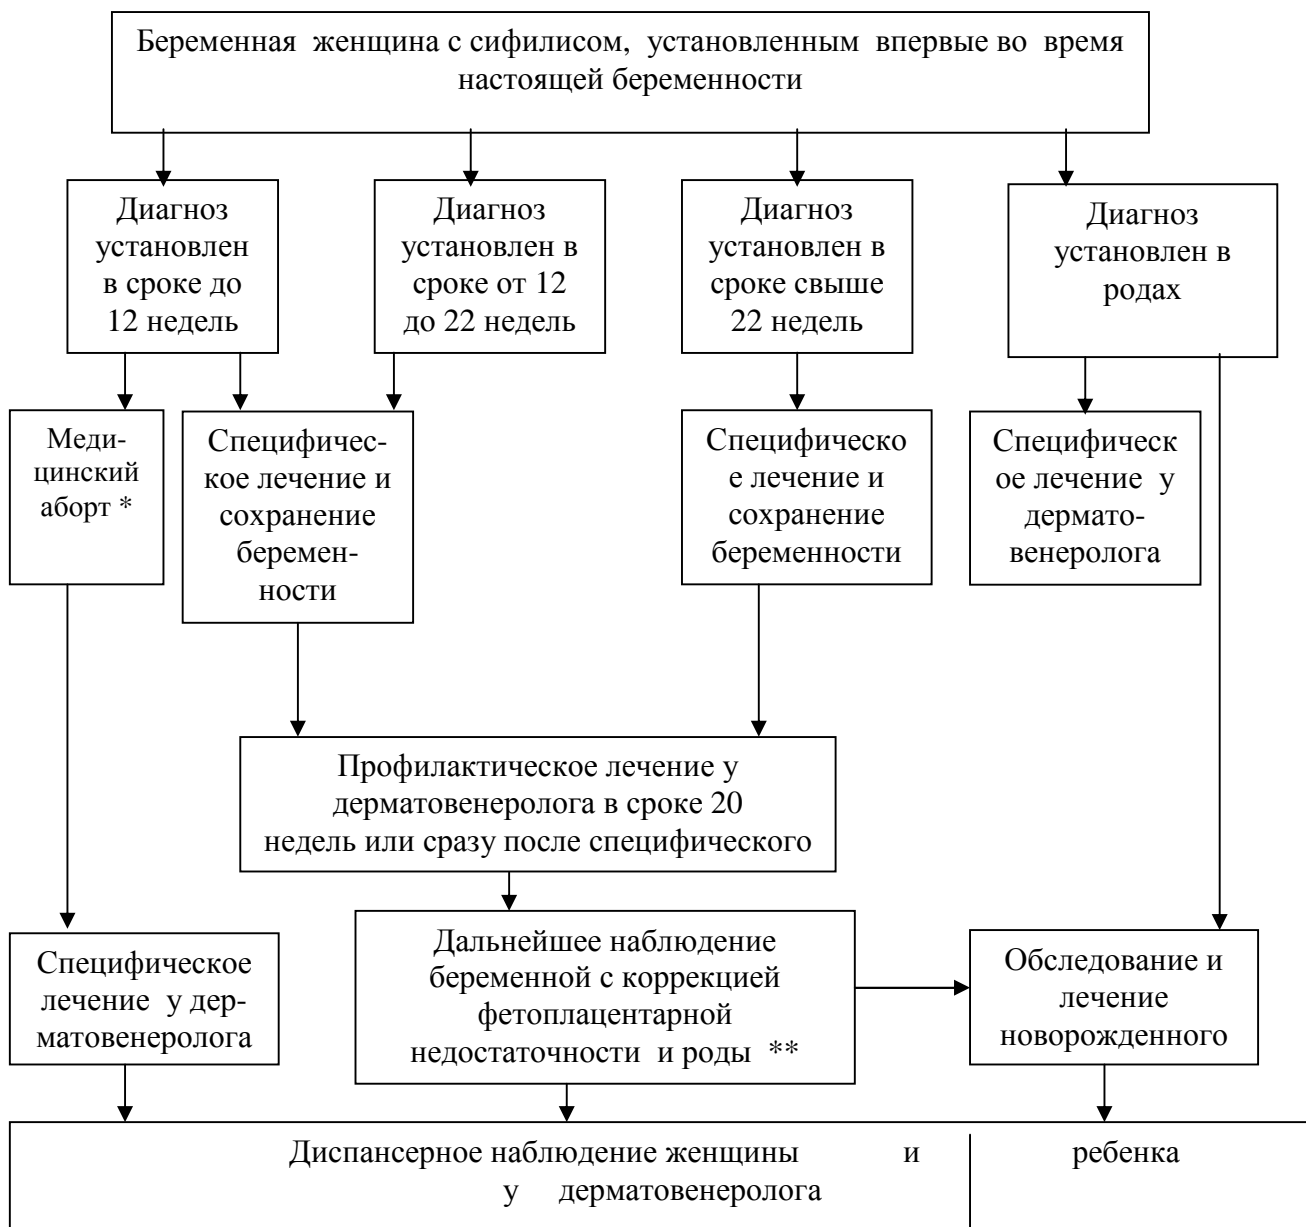 Беременная женщина с сифилисом, установленным впервые во время
настоящей беременности
Диагноз
установлен
в сроке до
12 недель
Диагноз
установлен в
сроке от 12
до 22 недель
Диагноз
установлен в
сроке свыше
22 недель
Диагноз
установлен в
родах
Меди-
цинский
аборт *
Специфичес-
кое лечение и
сохранение
беремен-
ности
Специфическо
е лечение и
сохранение
беременности
Специфическ
ое лечение у
дермато-
венеролога
Профилактическое лечение у
дерматовенеролога в сроке 20
недель или сразу после специфического
Специфическое
лечение у дер-
матовенеролога
Дальнейшее наблюдение
беременной с коррекцией
фетоплацентарной
недостаточности и роды **
Обследование и
лечение
новорожденного
Диспансерное наблюдение женщины и ребенка
у дерматовенеролога